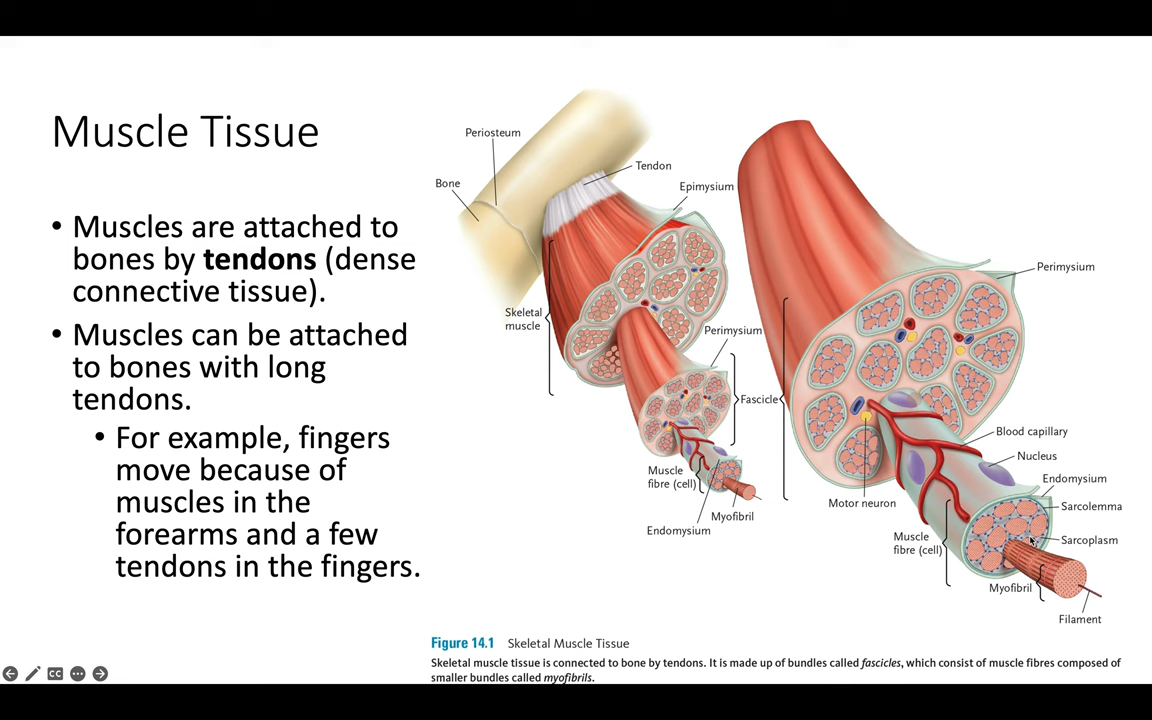 Muscle Tissue
• Muscles are attached to
bones by tendons (dense
connective tissue).
• Muscles can be attached
to bones with long
tendons.
• For example, fingers
move because of
muscles in the
forearms and a few
tendons in the fingers.
Periosteum
Bone
Tendon
Epimysium
Skeletal
muscle
Perimysium
Fascicle
Muscle
fibre (cell)
Myofibril
Endomysium
Perimysium
Blood capillary
Nucleus
Endomysium
Motor neuron
Sarcolemma
Muscle
fibre (cell)
Sarcoplasm
Myofibril
Filament
Figure 14.1 Skeletal Muscle Tissue
Skeletal muscle tissue is connected to bone by tendons. It is made up of bundles called fascicles, which consist of muscle fibres composed of
smaller bundles called myofibrils.
CC